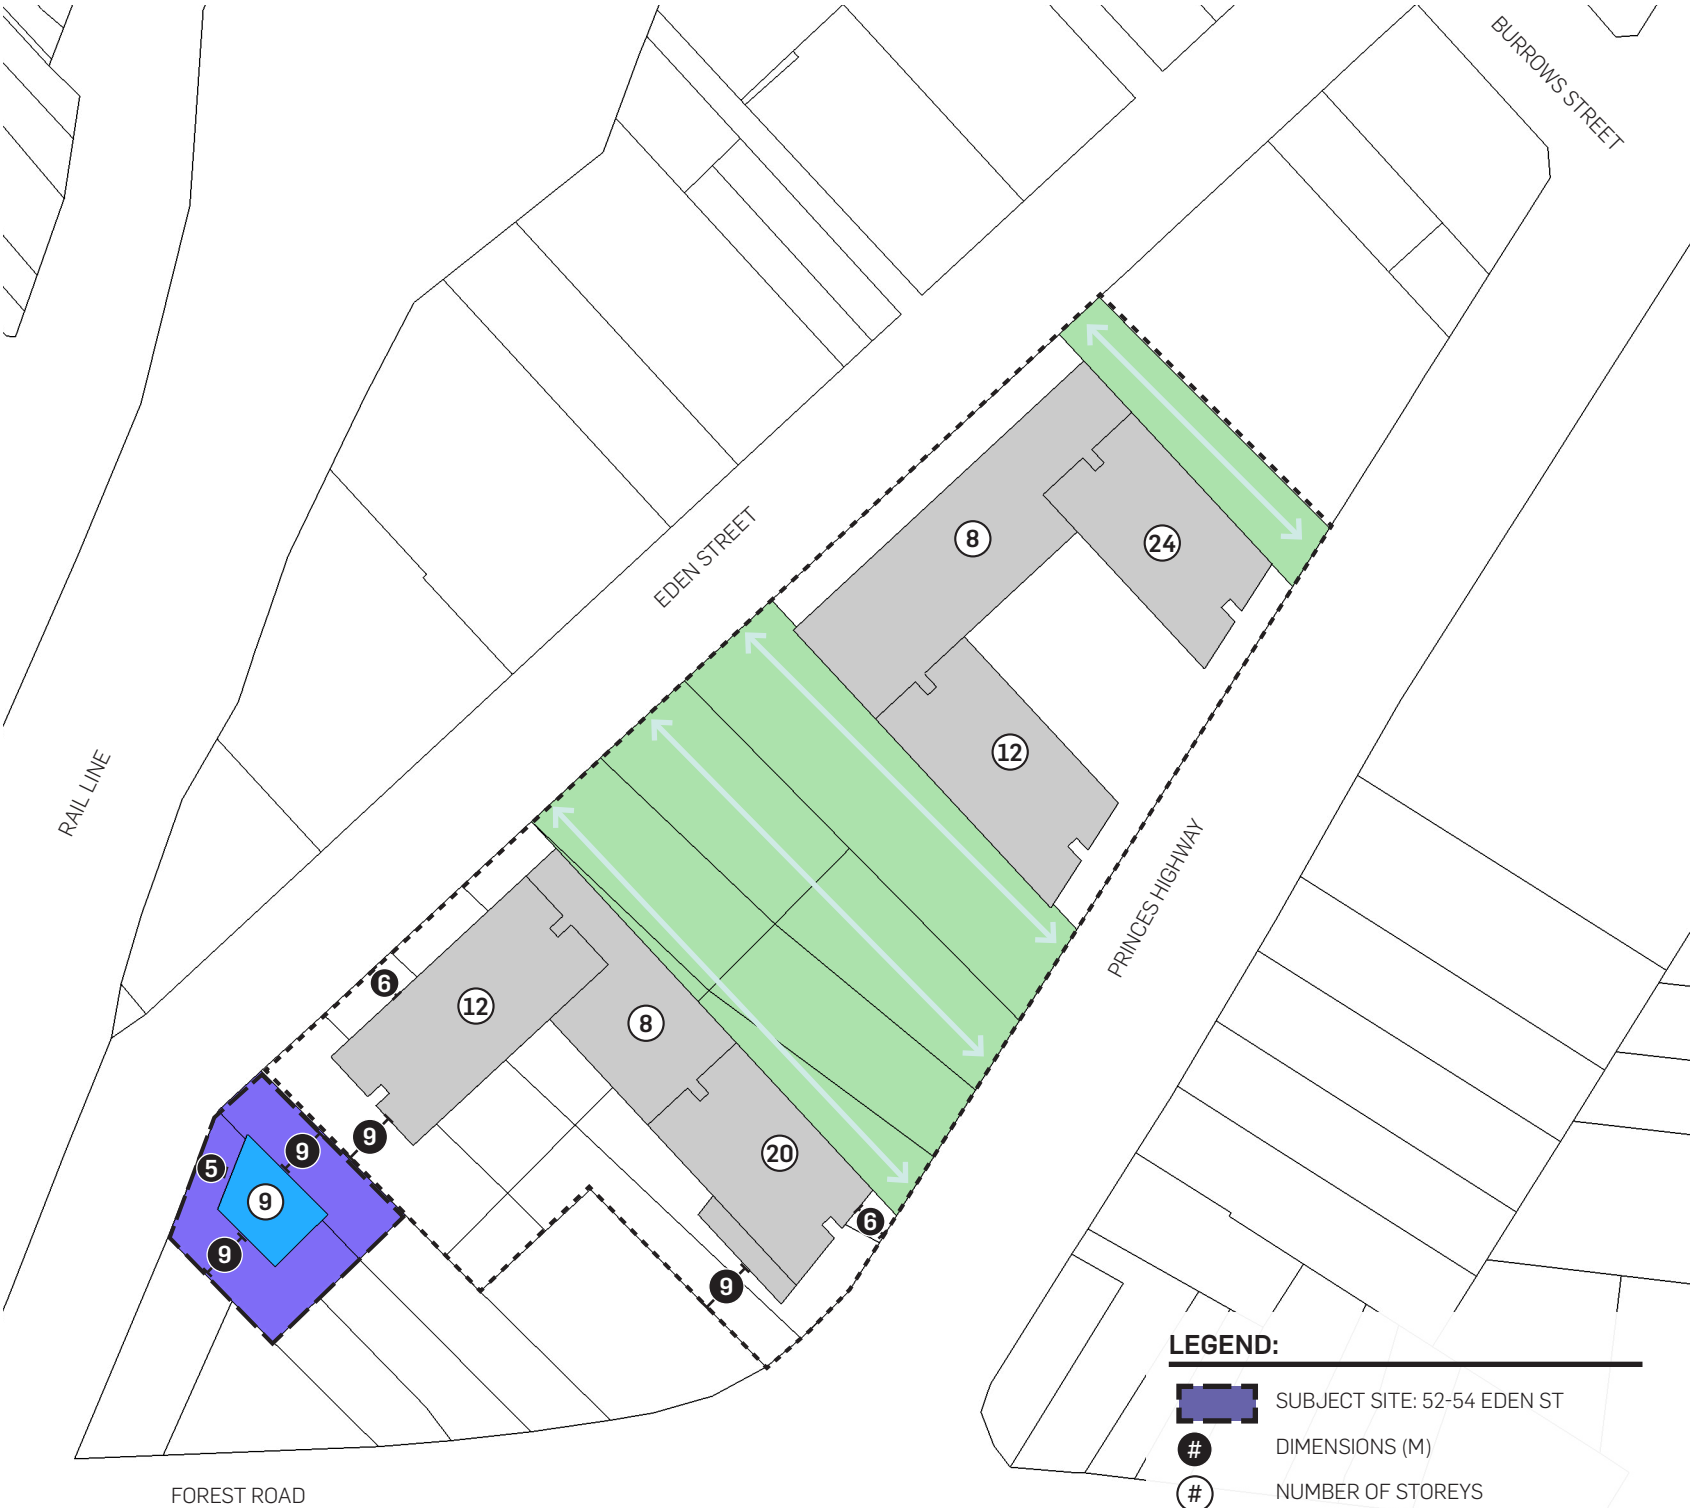 BURROWS STREET
EDEN STREET
8
24
12
PRINCES HIGHWAY
RAIL LINE
6
12
8
9
9
5
9
20
6
9
9
FOREST ROAD
LEGEND:
SUBJECT SITE: 52-54 EDEN ST
# DIMENSIONS (M)
# NUMBER OF STOREYS